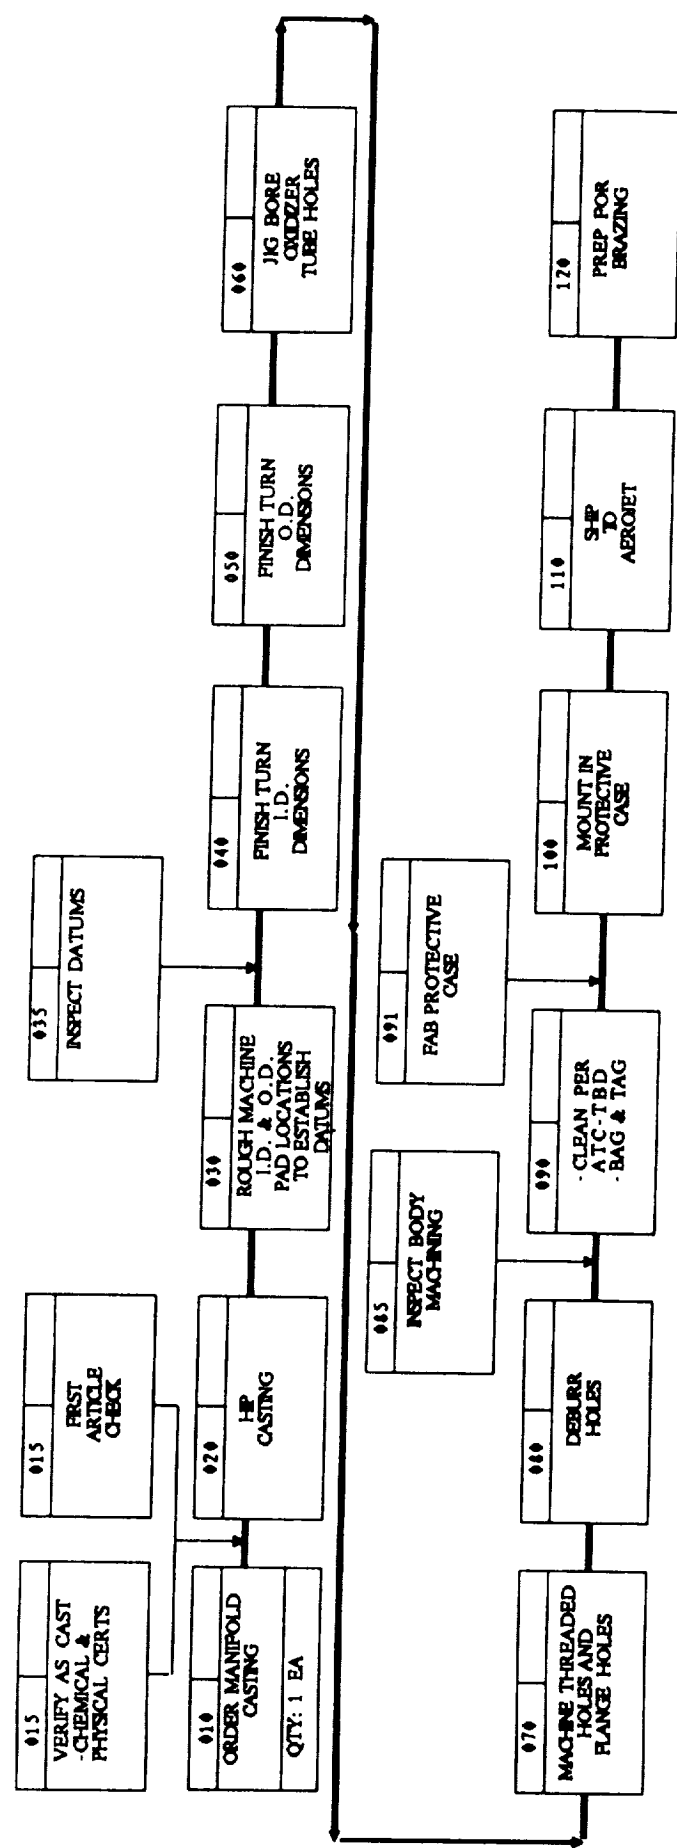 015
VERIFY AS CAST
-CHEMICAL &
PHYSICAL CERTS
015
FIRST
ARTICLE
CHECK
035
INSPECT DATUMS
010
ORDER MANIFOLD
CASTING
QTY: 1 EA
020
HIP
CASTING
030
ROUGH MACHINE
I.D. & O.D.
PAD LOCATIONS
TO ESTABLISH
DATUMS
040
FINISH TURN
I.D.
DIMENSIONS
050
FINISH TURN
O.D.
DIMENSIONS
060
JIG BORE
OXIDIZER
TUBE HOLES
085
INSPECT BODY
MACHINING
091
FAB PROTECTIVE
CASE
070
MACHINE THREADED
HOLES AND
FLANGE HOLES
080
DEBURR
HOLES
090
- CLEAN PER
ATC-TBD
- BAG & TAG
100
MOUNT IN
PROTECTIVE
CASE
110
SHIP
TO
AEROJET
120
PREP FOR
BRAZING